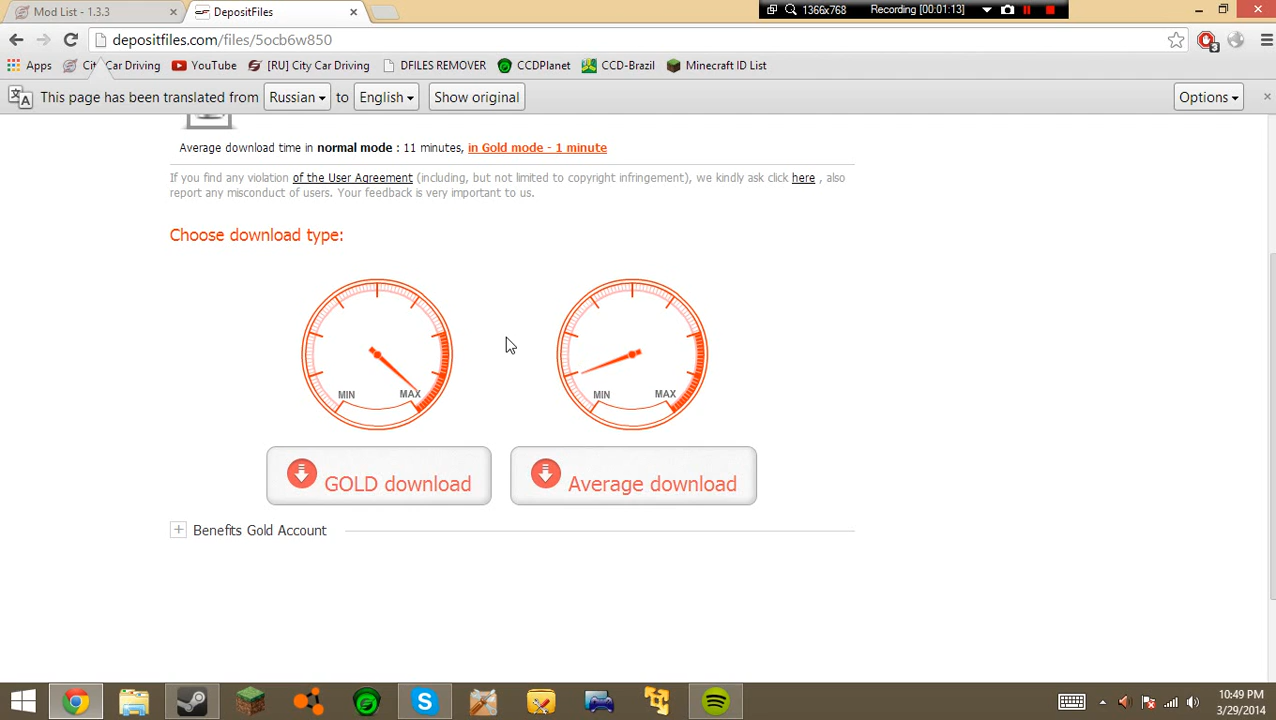 Mod List - 1.3.3
DepositFiles
1366x768
Recording [00:01:13]
depositfiles.com/files/5ocb6w850
3
Apps
City Car Driving
YouTube
[RU] City Car Driving
DFILES REMOVER
CCDPlanet
CCD-Brazil
Minecraft ID List
This page has been translated from Russian to English Show original
Options
Average download time in normal mode : 11 minutes, in Gold mode - 1 minute
If you find any violation of the User Agreement (including, but not limited to copyright infringement), we kindly ask click here , also
report any misconduct of users. Your feedback is very important to us.
Choose download type:
MIN MAX
MIN MAX
GOLD download
Average download
Benefits Gold Account
10:49 PM
3/29/2014